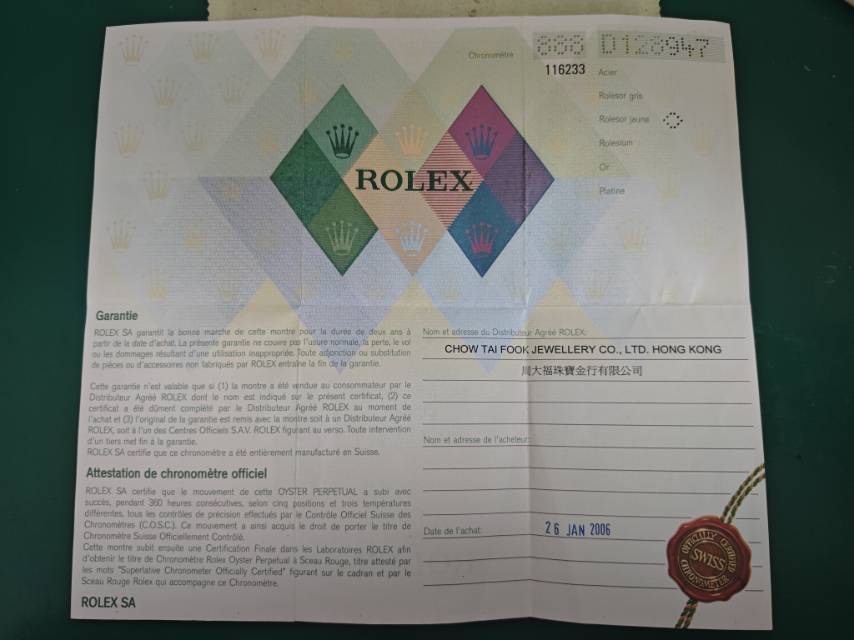 Chronomètre
888 D128947
116233
Acier
Rolesor gris
Rolesor jaune
Rolesium
Or
Platine
ROLEX
Garantie
ROLEX SA garantit la bonne marche de cette montre pour la durée de deux ans à
partir de la date d'achat. La présente garantie ne couvre pas l'usure normale, la perte, le vol
ou les dommages résultant d'une utilisation inappropriée. Toute adjonction ou substitution
de pièces ou d'accessoires non fabriqués par ROLEX entraîne la fin de la garantie.
Cette garantie n'est valable que si (1) la montre a été vendue au consommateur par le
Distributeur Agréé ROLEX dont le nom est indiqué sur le présent certificat, (2) ce
certificat a été dûment complété par le Distributeur Agréé ROLEX au moment de
l'achat et (3) l'original de la garantie est remis avec la montre soit à un Distributeur Agréé
ROLEX, soit à l'un des Centres Officiels S.A.V. ROLEX figurant au verso. Toute intervention
d'un tiers met fin à la garantie.
ROLEX SA certifie que ce chronomètre a été entièrement manufacturé en Suisse.
Attestation de chronomètre officiel
ROLEX SA certifie que le mouvement de cette OYSTER PERPETUAL a subi avec
succès, pendant 360 heures consécutives, selon cinq positions et trois températures
différentes, tous les contrôles de précision effectués par le Contrôle Officiel Suisse des
Chronomètres (C.O.S.C.). Ce mouvement a ainsi acquis le droit de porter le titre de
Chronomètre Suisse Officiellement Contrôlé.
Cette montre subit ensuite une Certification Finale dans les Laboratoires ROLEX afin
d'obtenir le titre de Chronomètre Rolex Oyster Perpetual à Sceau Rouge, titre attesté par
les mots "Superlative Chronometer Officially Certified" figurant sur le cadran et par le
Sceau Rouge Rolex qui accompagne ce Chronomètre.
ROLEX SA
Nom et adresse du Distributeur Agréé ROLEX:
CHOW TAI FOOK JEWELLERY CO., LTD. HONG KONG
周大福珠寶金行有限公司
Nom et adresse de l'acheteur:
Date de l'achat:
26 JAN 2006
OFFICIALLY CERTIFIED
SWISS
CHRONOMETER